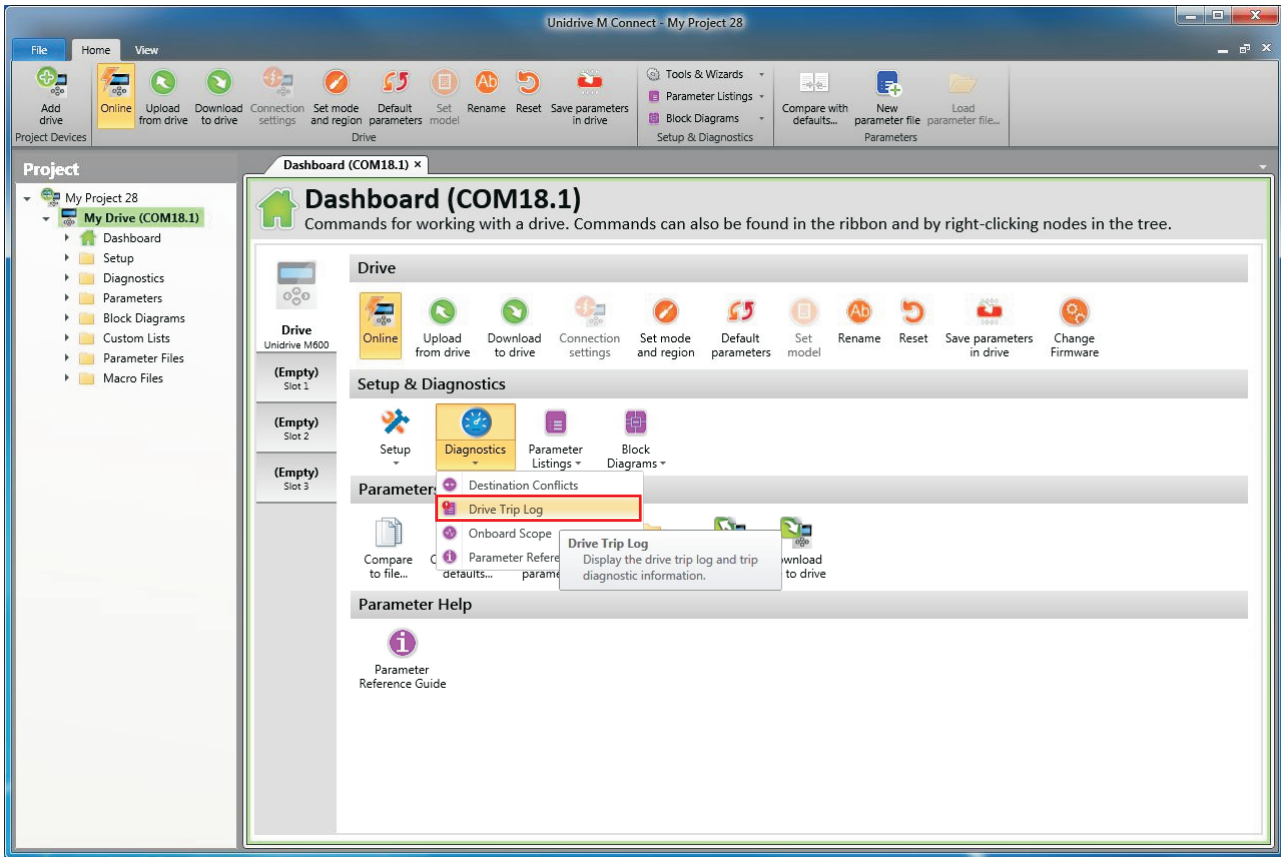 Unidrive M Connect - My Project 28
File Home View
Add drive
Online
Upload from drive
Download to drive
Connection settings
Set mode and region
Default parameters
Set model
Rename
Reset
Save parameters in drive
Tools & Wizards
Parameter Listings
Block Diagrams
Compare with defaults...
New parameter file
Load parameter file...
Project Devices
Drive
Setup & Diagnostics
Parameters
Project
My Project 28
My Drive (COM18.1)
Dashboard
Setup
Diagnostics
Parameters
Block Diagrams
Custom Lists
Parameter Files
Macro Files
Dashboard (COM18.1) ×
Dashboard (COM18.1)
Commands for working with a drive. Commands can also be found in the ribbon and by right-clicking nodes in the tree.
Drive
Unidrive M600
(Empty)
Slot 1
(Empty)
Slot 2
(Empty)
Slot 3
Drive
Online
Upload from drive
Download to drive
Connection settings
Set mode and region
Default parameters
Set model
Rename
Reset
Save parameters in drive
Change Firmware
Setup & Diagnostics
Setup
Diagnostics
Parameter Listings
Block Diagrams
Destination Conflicts
Drive Trip Log
Onboard Scope
Parameter Refere
Drive Trip Log
Display the drive trip log and trip
diagnostic information.
Parameter
Compare to file...
defaults...
parame
wnload to drive
Parameter Help
Parameter
Reference Guide